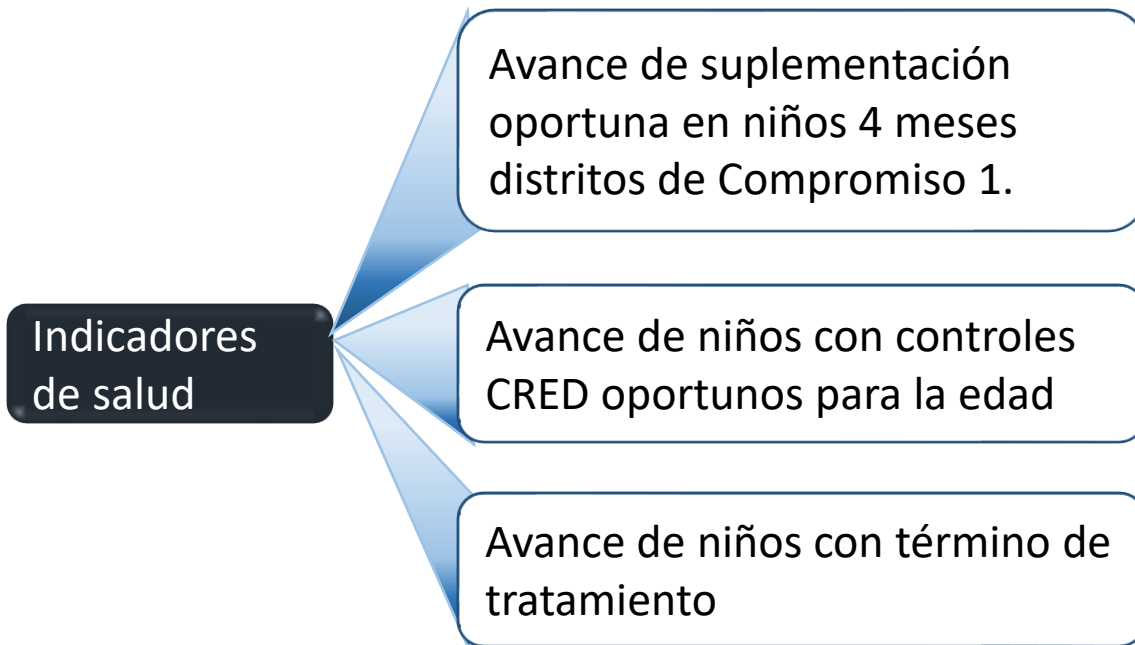 Avance de suplementación
oportuna en niños 4 meses
distritos de Compromiso 1.
Indicadores
de salud
Avance de niños con controles
CRED oportunos para la edad
Avance de niños con término de
tratamiento